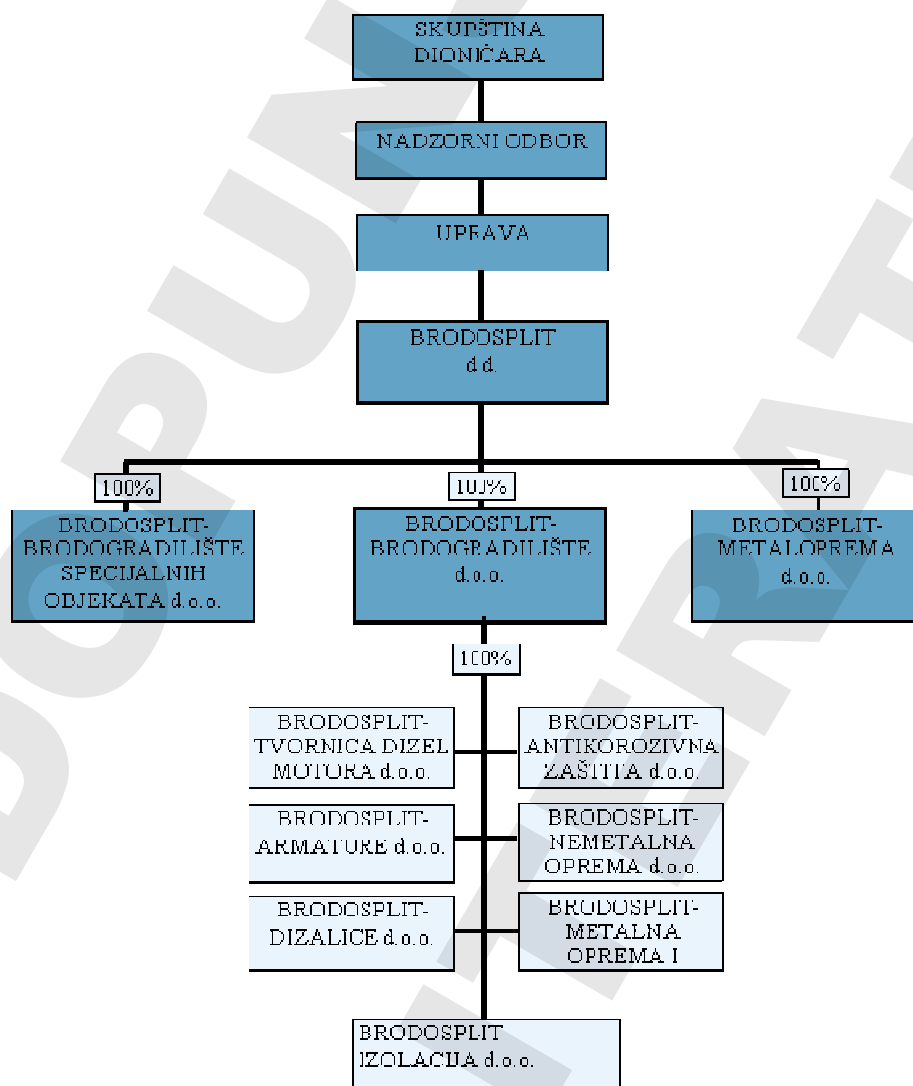 SKUPŠTINA
DIONIČARA
NADZORNI ODBOR
UPRAVA
BRODOSPLIT
d.d.
100%
100%
100%
BRODOSPLIT-
BRODOGRADILIŠTE
SPECIJALNIH
OBJEKATA d.o.o.
BRODOSPLIT-
BRODOGRADILIŠTE
d.o.o.
BRODOSPLIT-
METALOPREMA
d.o.o.
100%
BRODOSPLIT-
TVORNICA DIZEL
MOTORA d.o.o.
BRODOSPLIT-
ANTIKOROZIVNA
ZAŠTITA d.o.o.
BRODOSPLIT-
ARMATURE d.o.o.
BRODOSPLIT-
NEMETALNA
OPREMA d.o.o.
BRODOSPLIT-
DIZALICE d.o.o.
BRODOSPLIT-
METALNA
OPREMA I
BRODOSPLIT
IZOLACIJA d.o.o.